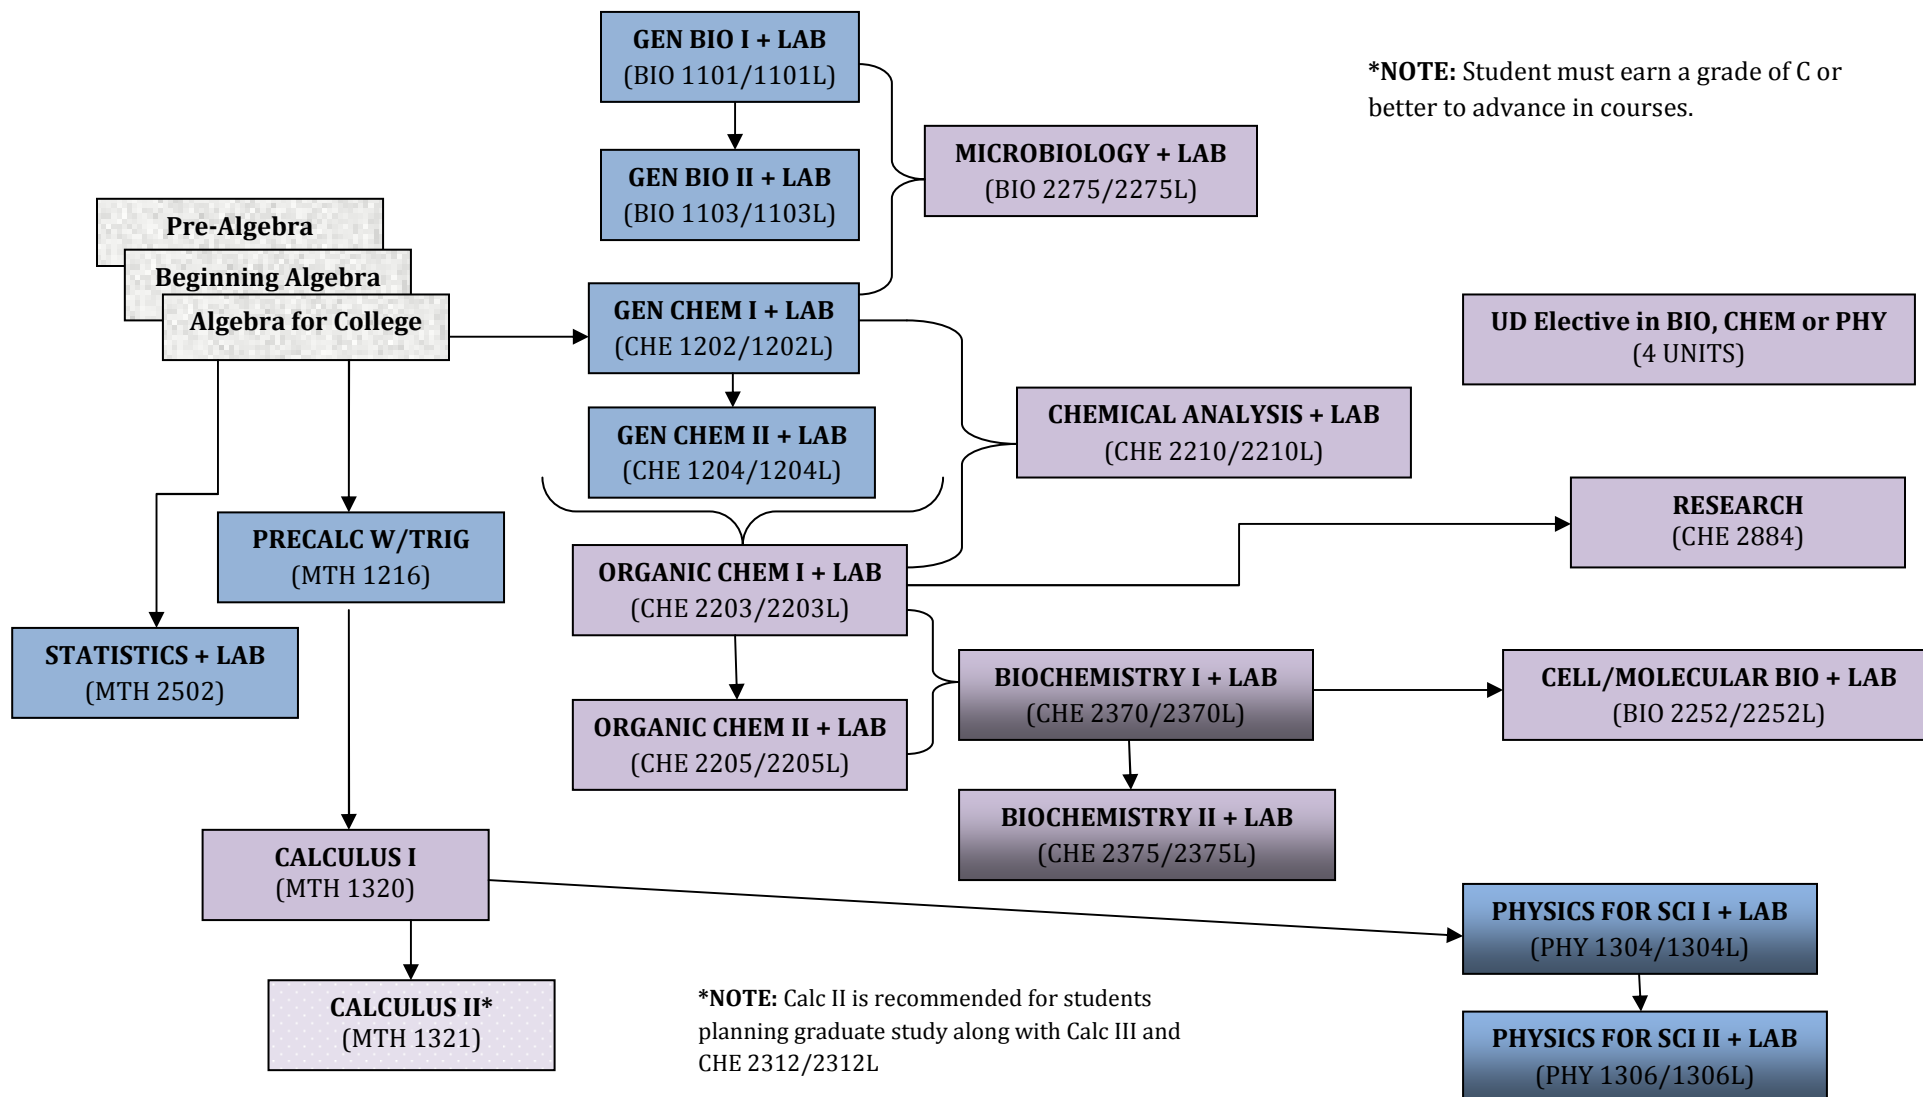 GEN BIO I + LAB
(BIO 1101/1101L)
*NOTE: Student must earn a grade of C or
better to advance in courses.
MICROBIOLOGY + LAB
(BIO 2275/2275L)
GEN BIO II + LAB
(BIO 1103/1103L)
Pre-Algebra
Beginning Algebra
Algebra for College
GEN CHEM I + LAB
(CHE 1202/1202L)
UD Elective in BIO, CHEM or PHY
(4 UNITS)
CHEMICAL ANALYSIS + LAB
(CHE 2210/2210L)
GEN CHEM II + LAB
(CHE 1204/1204L)
RESEARCH
(CHE 2884)
PRECALC W/TRIG
(MTH 1216)
ORGANIC CHEM I + LAB
(CHE 2203/2203L)
STATISTICS + LAB
(MTH 2502)
BIOCHEMISTRY I + LAB
(CHE 2370/2370L)
CELL/MOLECULAR BIO + LAB
(BIO 2252/2252L)
ORGANIC CHEM II + LAB
(CHE 2205/2205L)
BIOCHEMISTRY II + LAB
(CHE 2375/2375L)
CALCULUS I
(MTH 1320)
PHYSICS FOR SCI I + LAB
(PHY 1304/1304L)
CALCULUS II*
(MTH 1321)
*NOTE: Calc II is recommended for students
planning graduate study along with Calc III and
CHE 2312/2312L
PHYSICS FOR SCI II + LAB
(PHY 1306/1306L)